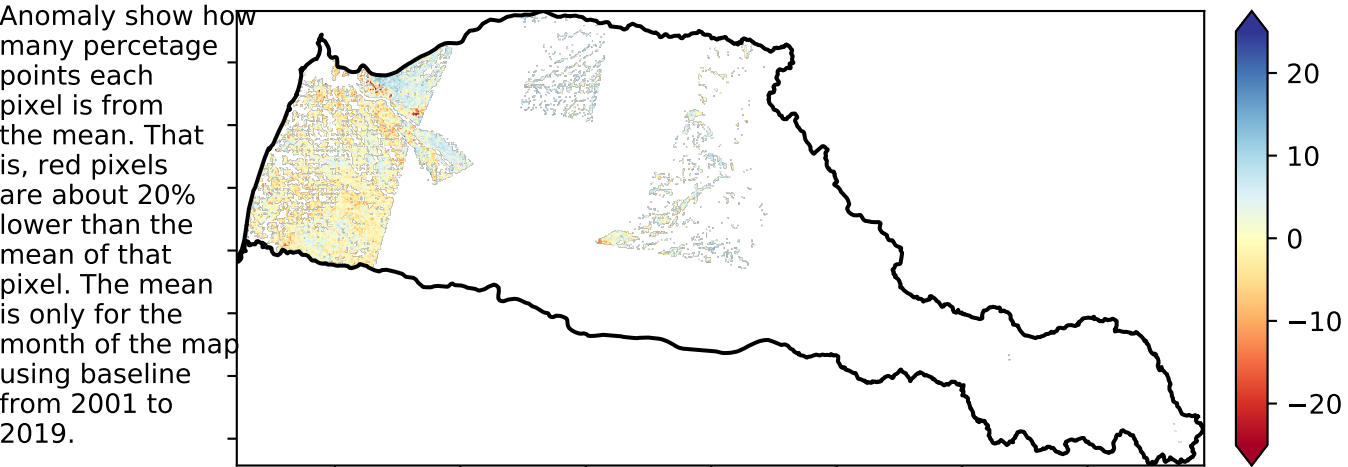 Anomaly show how
many percetage
points each
pixel is from
the mean. That
is, red pixels
are about 20%
lower than the
mean of that
pixel. The mean
is only for the
month of the map
using baseline
from 2001 to
2019.
20
10
0
−10
−20